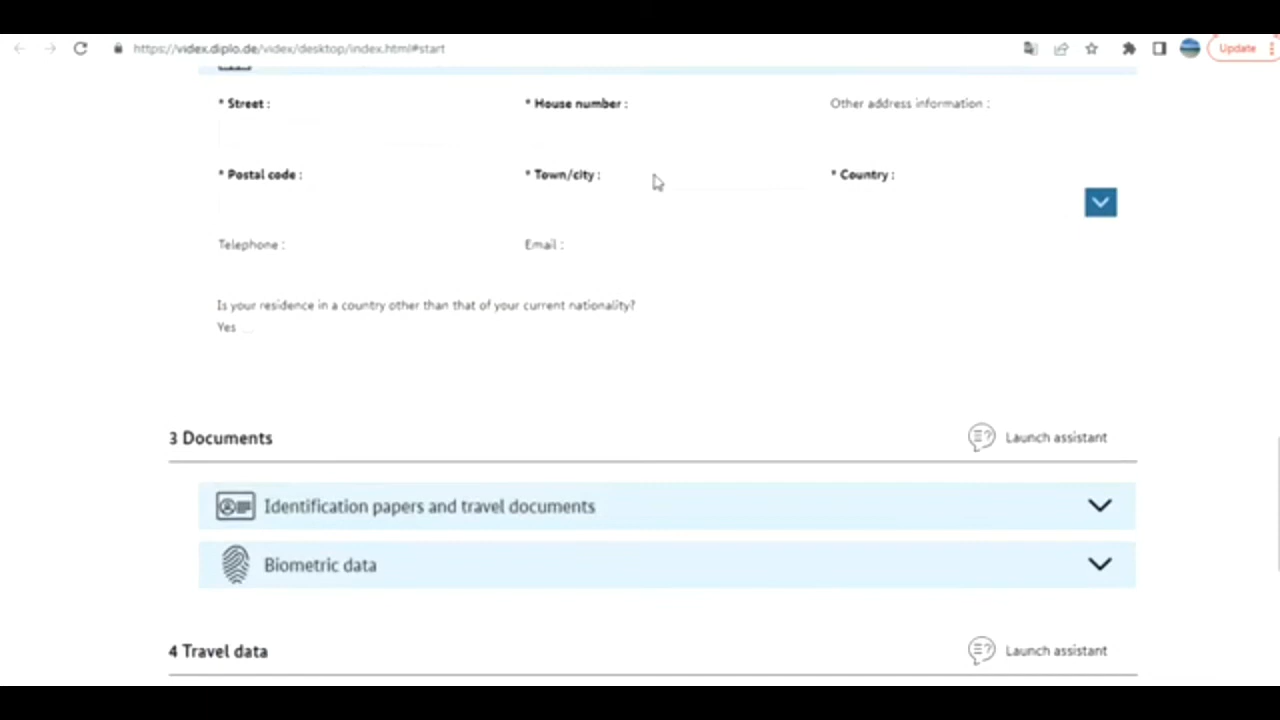 https://videx.diplo.de/videx/desktop/index.html#start
Update
* Street :
* House number :
Other address information :
* Postal code :
* Town/city :
* Country :
Telephone :
Email :
Is your residence in a country other than that of your current nationality?
Yes
3 Documents
Launch assistant
Identification papers and travel documents
Biometric data
4 Travel data
Launch assistant